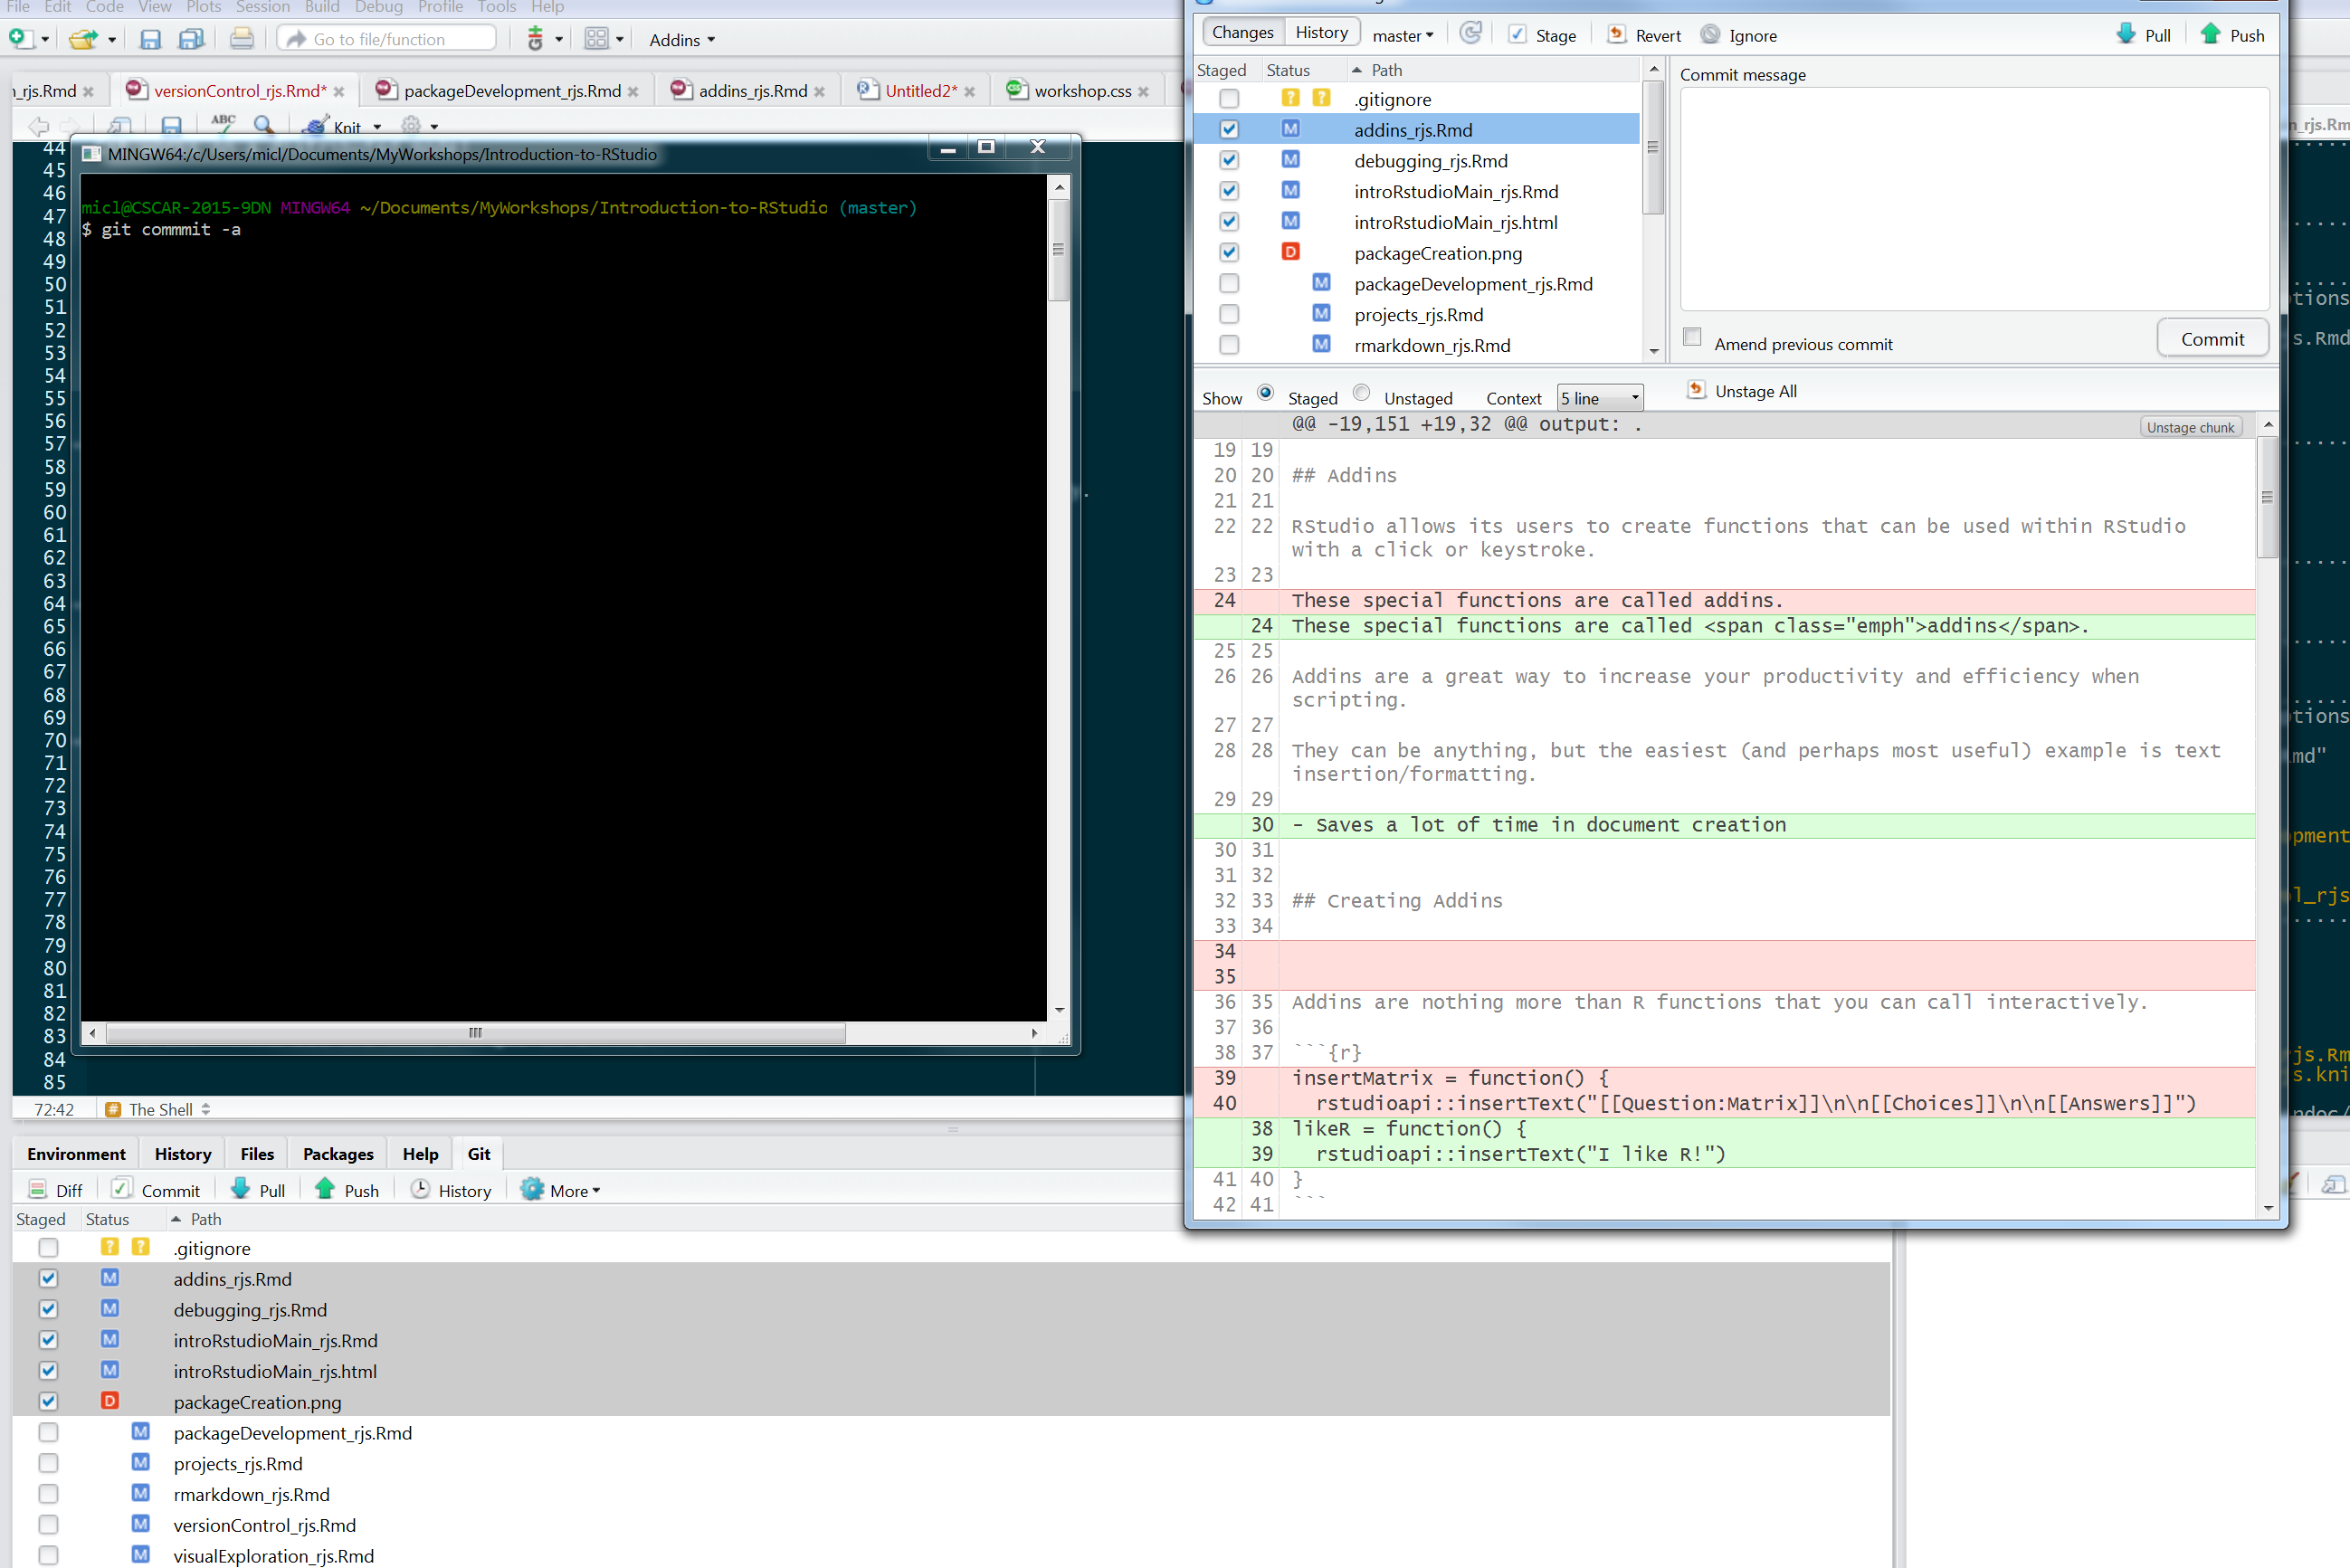 File Edit Code View Plots Session Build Debug Profile Tools Help
Go to file/function Addins
n_rjs.Rmd versionControl_rjs.Rmd* packageDevelopment_rjs.Rmd addins_rjs.Rmd Untitled2* workshop.css
ABC Knit
44
45
46
47
48
49
50
51
52
53
54
55
56
57
58
59
60
61
62
63
64
65
66
67
68
69
70
71
72
73
74
75
76
77
78
79
80
81
82
83
84
85
72:42 The Shell
MINGW64:/c/Users/micl/Documents/MyWorkshops/Introduction-to-RStudio
micl@CSCAR-2015-9DN MINGW64 ~/Documents/MyWorkshops/Introduction-to-RStudio (master)
$ git commmit -a
Environment History Files Packages Help Git
Diff Commit Pull Push History More
Staged Status Path
? ? .gitignore
M addins_rjs.Rmd
M debugging_rjs.Rmd
M introRstudioMain_rjs.Rmd
M introRstudioMain_rjs.html
D packageCreation.png
M packageDevelopment_rjs.Rmd
M projects_rjs.Rmd
M rmarkdown_rjs.Rmd
M versionControl_rjs.Rmd
M visualExploration_rjs.Rmd
Changes History master Stage Revert Ignore Pull Push
Staged Status Path
? ? .gitignore
M addins_rjs.Rmd
M debugging_rjs.Rmd
M introRstudioMain_rjs.Rmd
M introRstudioMain_rjs.html
D packageCreation.png
M packageDevelopment_rjs.Rmd
M projects_rjs.Rmd
M rmarkdown_rjs.Rmd
Commit message
Amend previous commit Commit
Show Staged Unstaged Context 5 line Unstage All
@@ -19,151 +19,32 @@ output: . Unstage chunk
19 19
20 20 ## Addins
21 21
22 22 RStudio allows its users to create functions that can be used within RStudio
with a click or keystroke.
23 23
24 These special functions are called addins.
24 These special functions are called <span class="emph">addins</span>.
25 25
26 26 Addins are a great way to increase your productivity and efficiency when
scripting.
27 27
28 28 They can be anything, but the easiest (and perhaps most useful) example is text
insertion/formatting.
29 29
30 - Saves a lot of time in document creation
30 31
31 32
32 33 ## Creating Addins
33 34
34
35
36 35 Addins are nothing more than R functions that you can call interactively.
37 36
38 37 ```{r}
39 insertMatrix = function() {
40 rstudioapi::insertText("[[Question:Matrix]]\n\n[[Choices]]\n\n[[Answers]]")
38 likeR = function() {
39 rstudioapi::insertText("I like R!")
41 40 }
42 41 ```
n_rjs.Rm
tions
s.Rmd
tions
md"
pment
l_rjs
js.Rm
s.kni